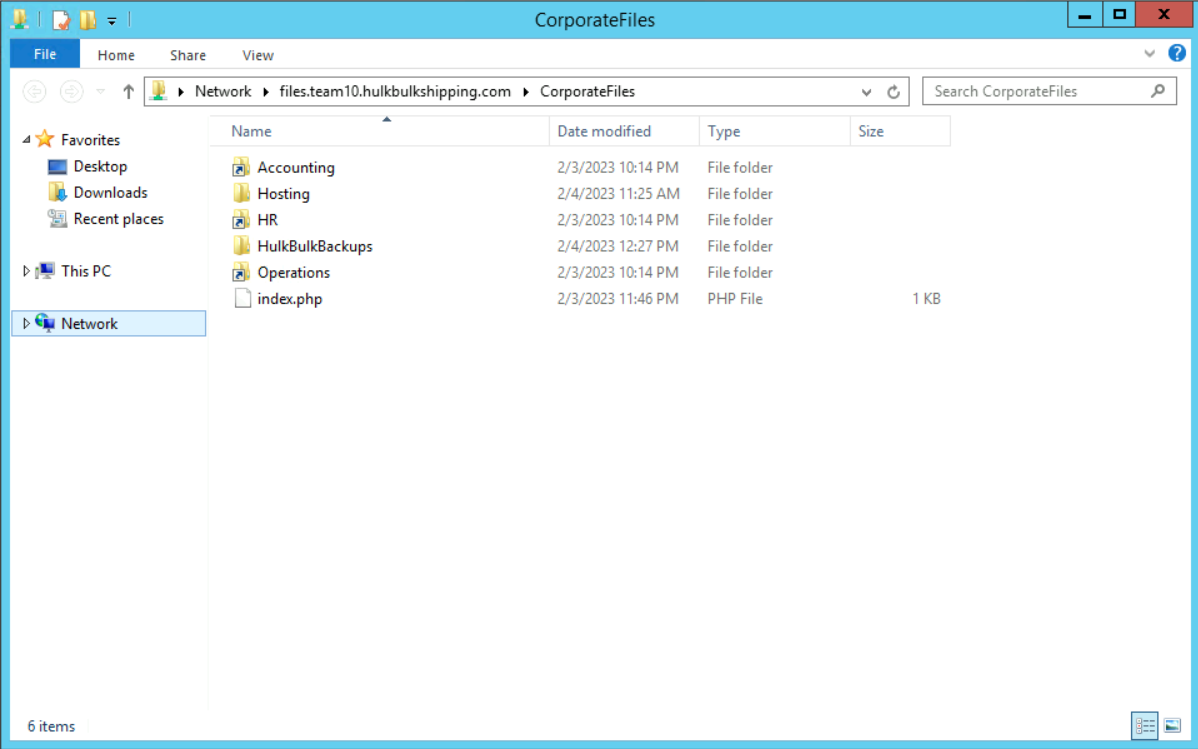 CorporateFiles
File Home Share View
Network files.team10.hulkbulkshipping.com CorporateFiles Search CorporateFiles
Name Date modified Type Size
Favorites
Desktop
Downloads
Recent places
This PC
Network
Accounting 2/3/2023 10:14 PM File folder
Hosting 2/4/2023 11:25 AM File folder
HR 2/3/2023 10:14 PM File folder
HulkBulkBackups 2/4/2023 12:27 PM File folder
Operations 2/3/2023 10:14 PM File folder
index.php 2/3/2023 11:46 PM PHP File 1 KB
6 items